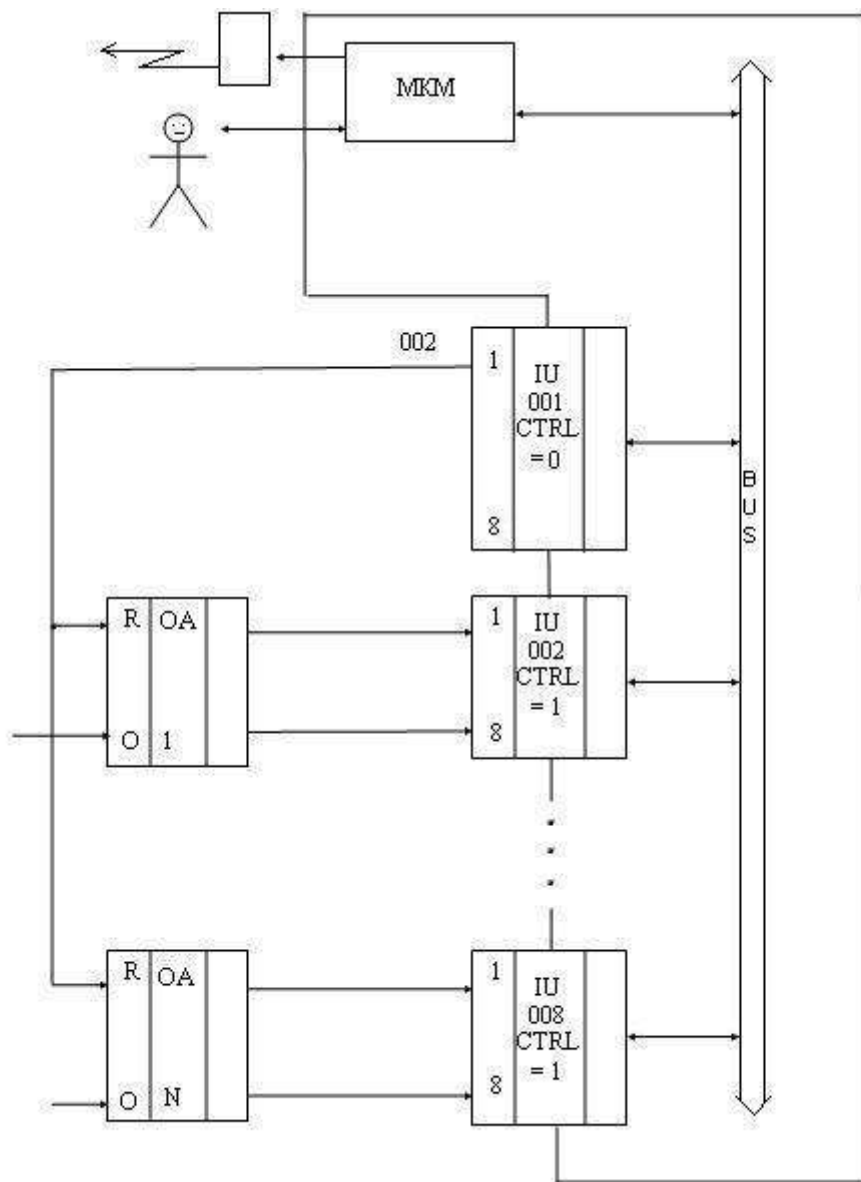 MKM
002
1 IU
001
CTRL
= 0
8
BUS
R OA
O 1
1 IU
002
CTRL
= 1
8
R OA
O N
1 IU
008
CTRL
= 1
8